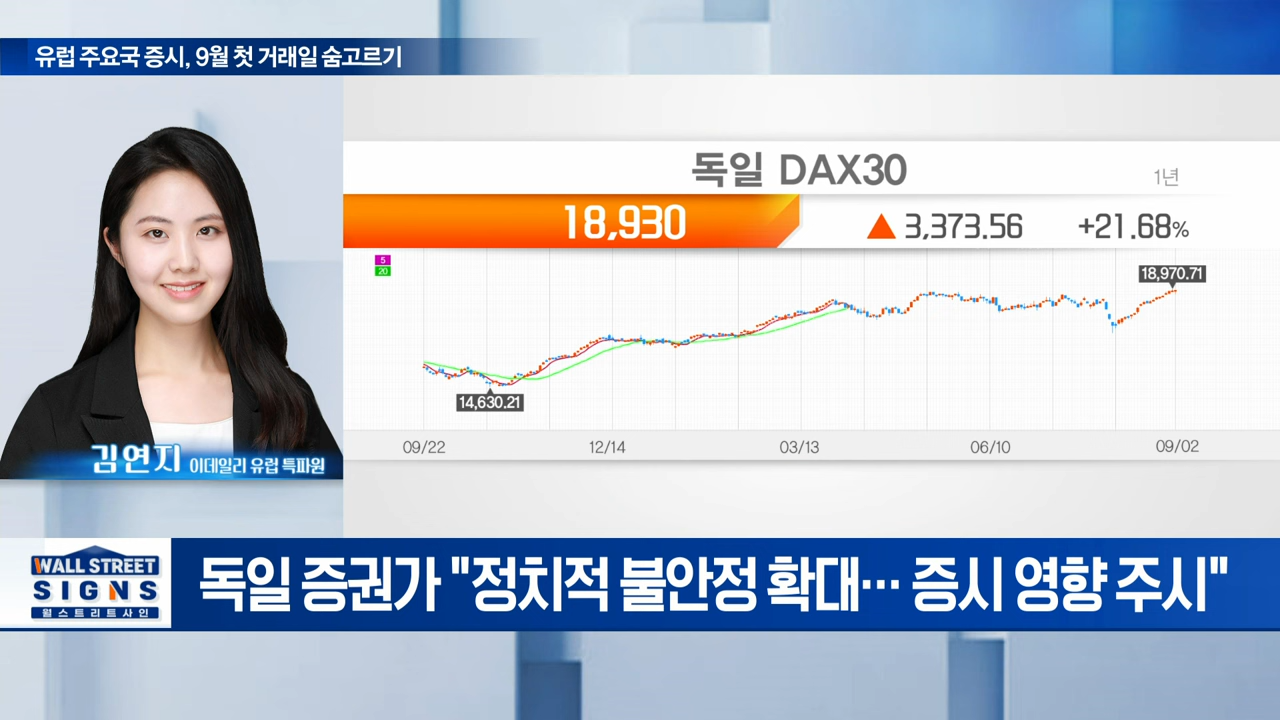 유럽 주요국 증시, 9월 첫 거래일 숨고르기
독일 DAX30
1년
18,930
▲ 3,373.56
+21.68%
5
20
18,970.71
14,630.21
09/22
12/14
03/13
06/10
09/02
김연지 이데일리 유럽 특파원
WALL STREET
SIGNS
월스트리트사인
독일 증권가 "정치적 불안정 확대… 증시 영향 주시"